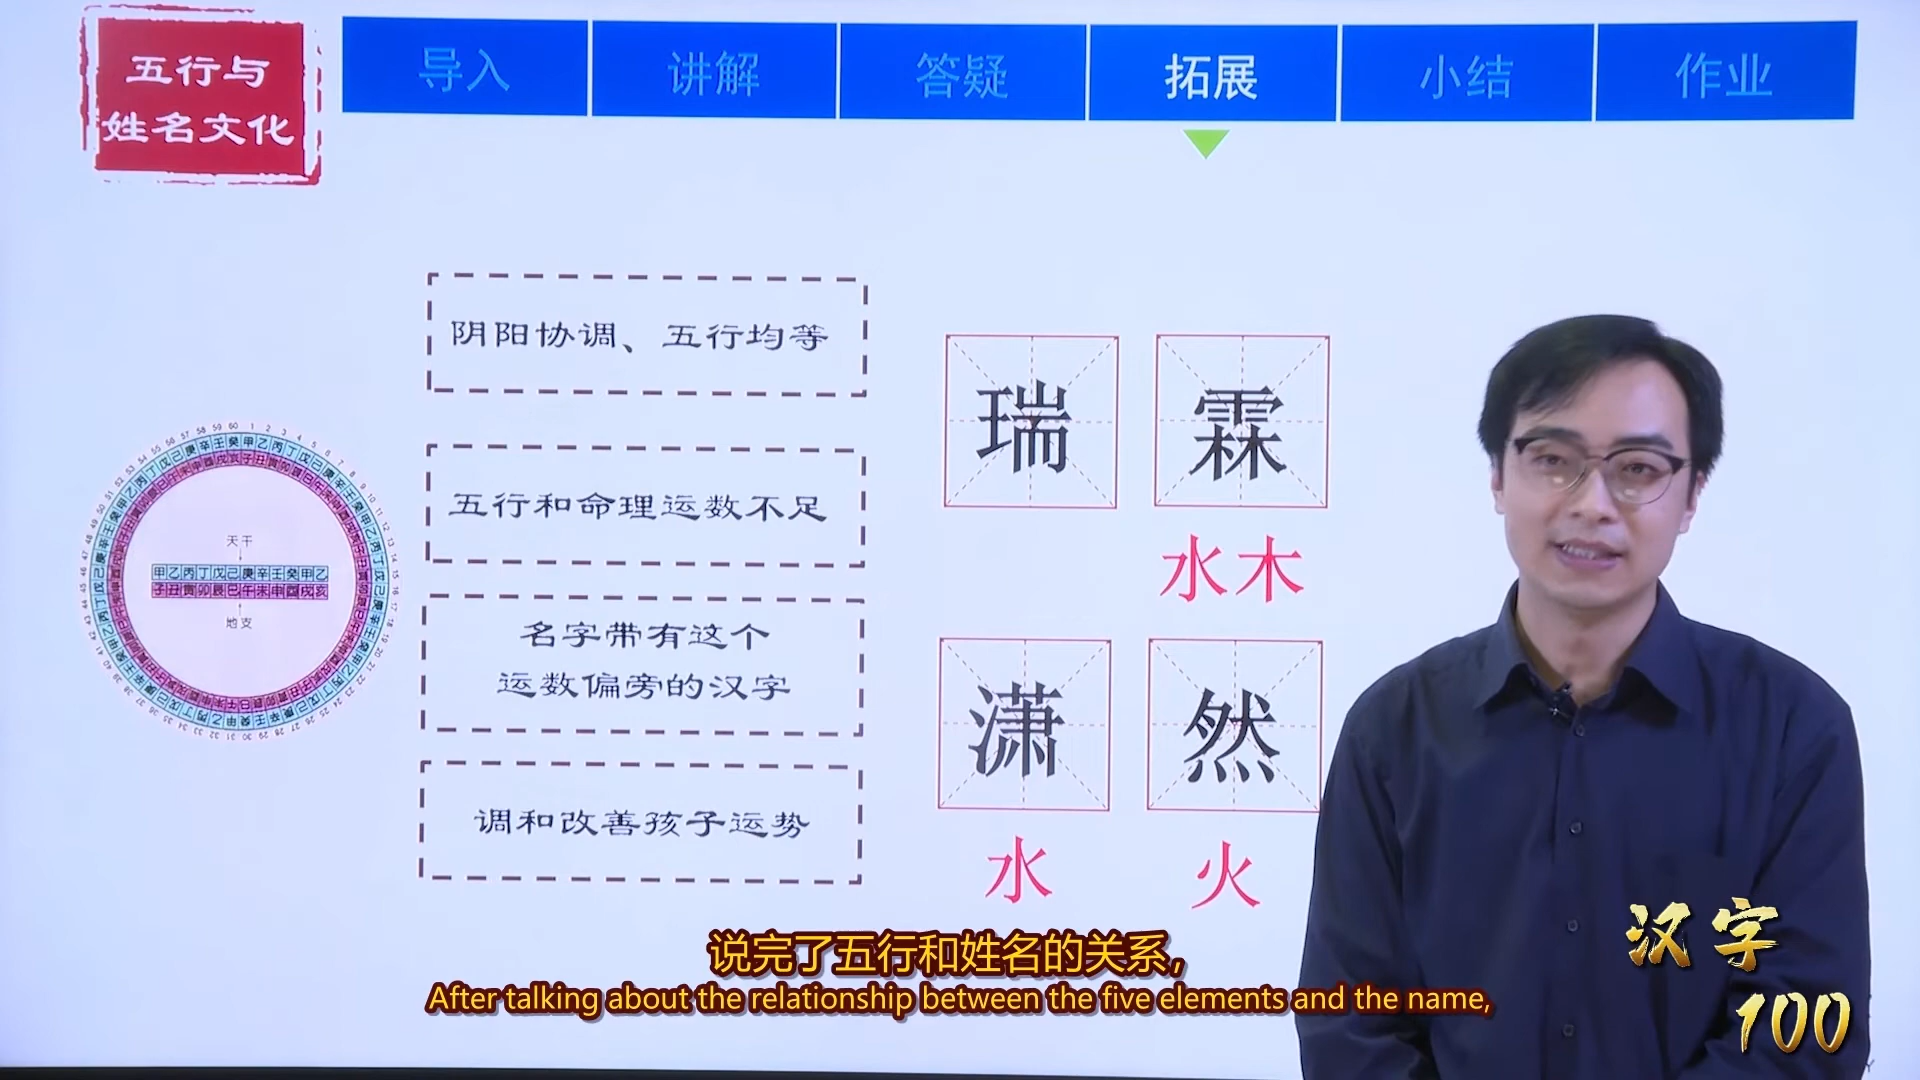 五行与
姓名文化
导入
讲解
答疑
拓展
小结
作业
阴阳协调、五行均等
五行和命理运数不足
名字带有这个
运数偏旁的汉字
调和改善孩子运势
天干
甲乙丙丁戊己庚辛壬癸甲乙
子丑寅卯辰巳午未申酉戌亥
地支
瑞
霖
水木
潇
然
水
火
说完了五行和姓名的关系，
After talking about the relationship between the five elements and the name,
汉字
100